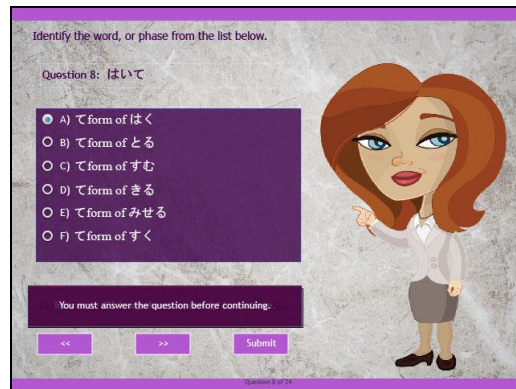 Identify the word, or phase from the list below.
Question 8: はいて
A) てform of はく
B) てform of とる
C) てform of すむ
D) てform of きる
E) てform of みせる
F) てform of すく
You must answer the question before continuing.
<< >> Submit
Question 8 of 14